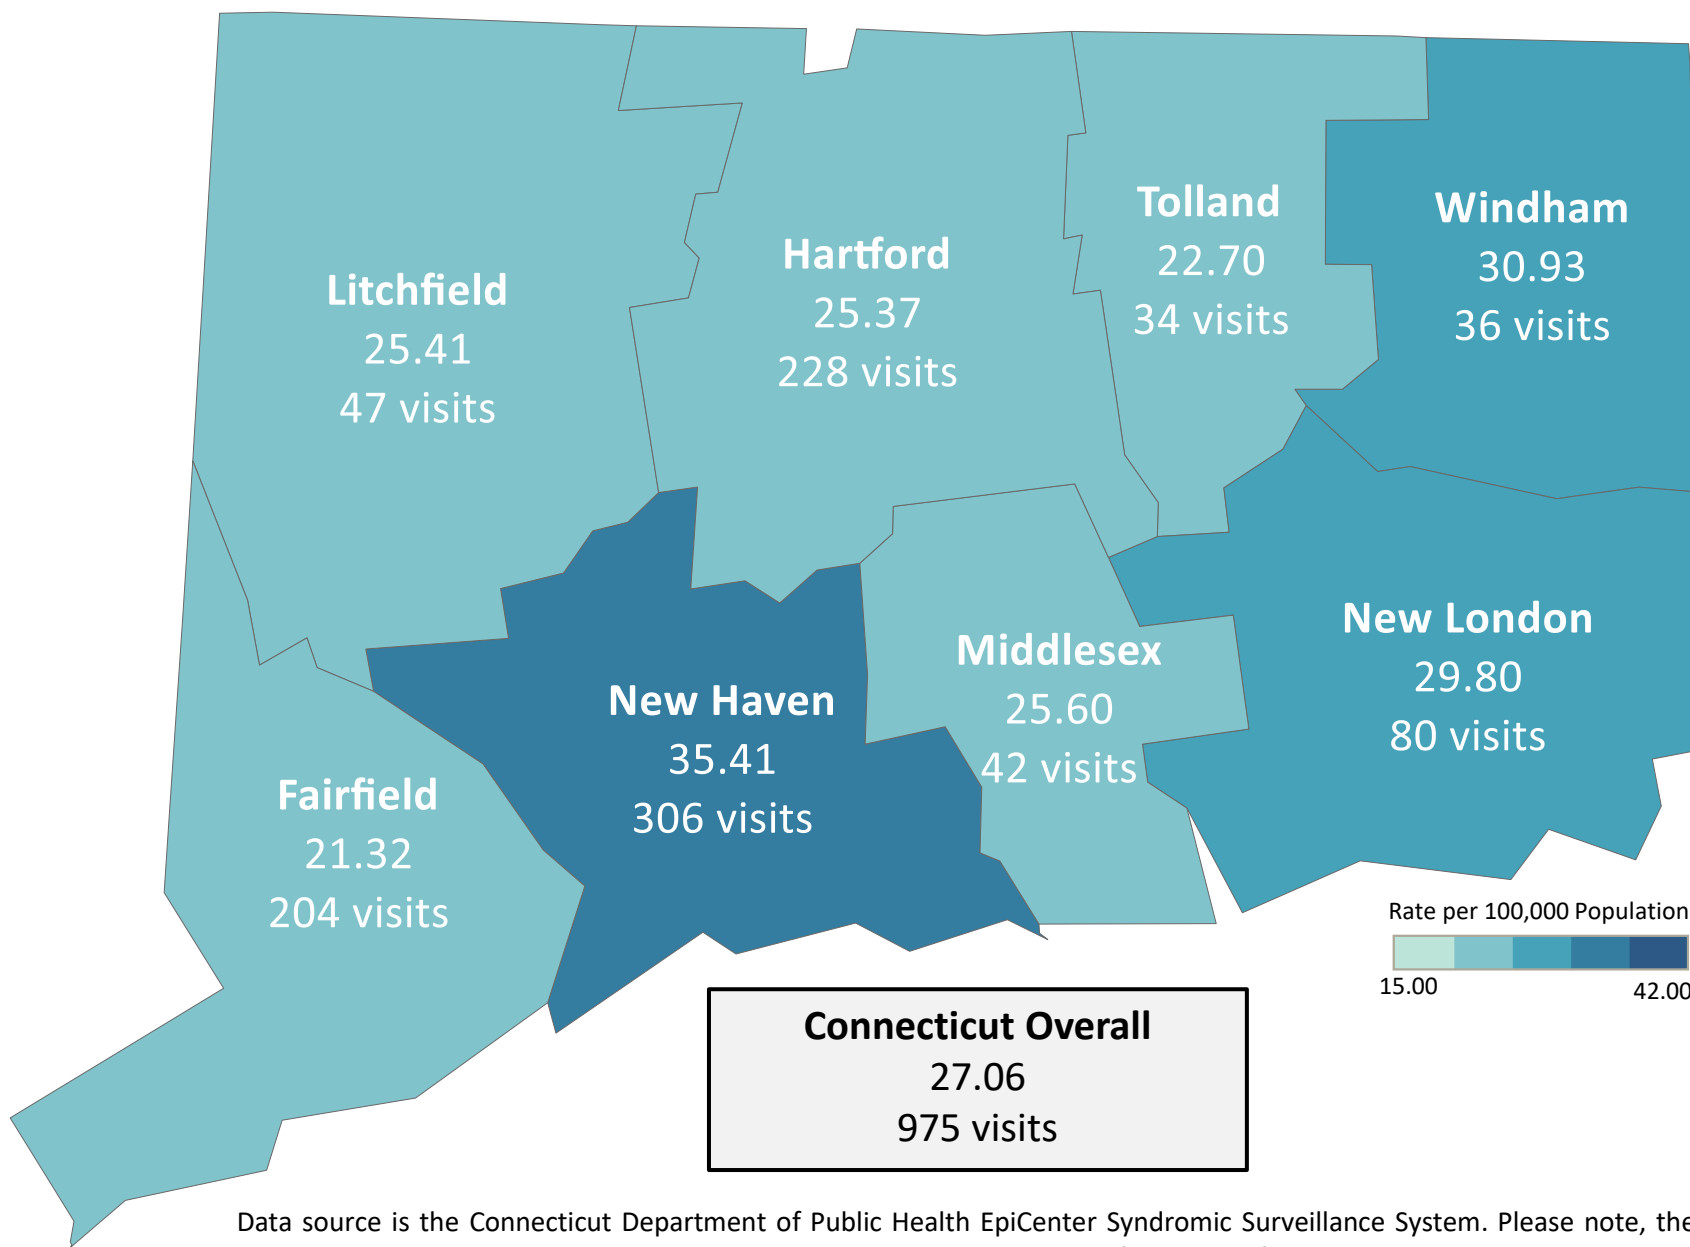 Litchfield
25.41
47 visits
Hartford
25.37
228 visits
Tolland
22.70
34 visits
Windham
30.93
36 visits
Fairfield
21.32
204 visits
New Haven
35.41
306 visits
Middlesex
25.60
42 visits
New London
29.80
80 visits
Rate per 100,000 Population
15.00
42.00
Connecticut Overall
27.06
975 visits
Data source is the Connecticut Department of Public Health EpiCenter Syndromic Surveillance System. Please note, the